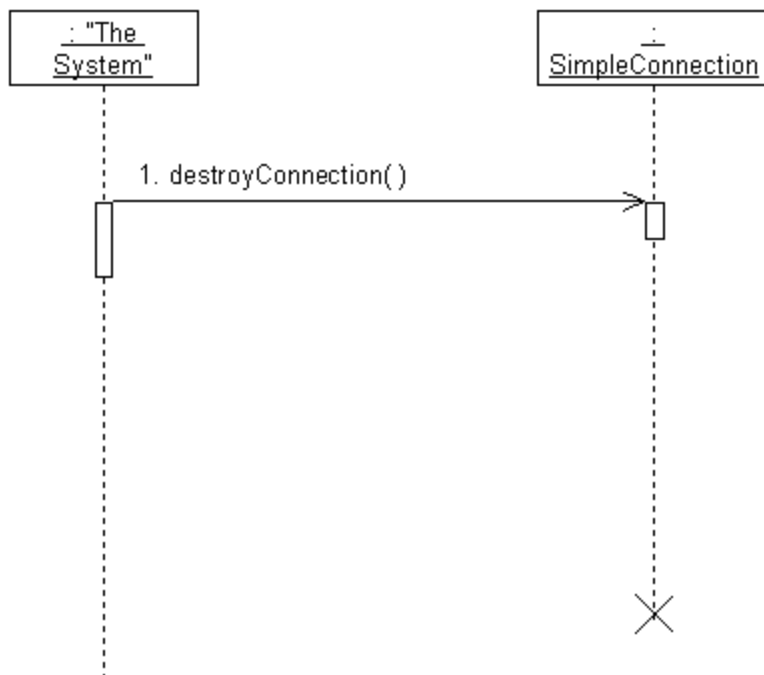 : "The
System"
:
SimpleConnection
1. destroyConnection( )